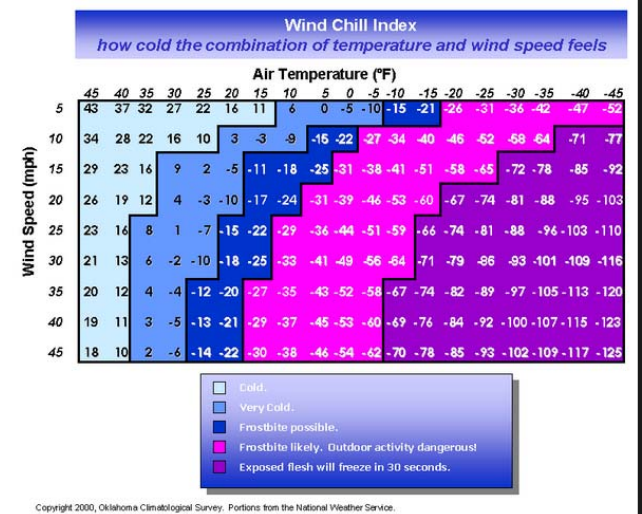 Wind Chill Index
how cold the combination of temperature and wind speed feels
Air Temperature (ºF)
45 40 35 30 25 20 15 10 5 0 -5 -10 -15 -20 -25 -30 -35 -40 -45
Wind Speed (mph)
5 43 37 32 27 22 16 11 6 0 -5 -10 -15 -21 -26 -31 -36 -42 -47 -52
10 34 28 22 16 10 3 -3 -9 -15 -22 -27 -34 -40 -46 -52 -58 -64 -71 -77
15 29 23 16 9 2 -5 -11 -18 -25 -31 -38 -41 -51 -58 -65 -72 -78 -85 -92
20 26 19 12 4 -3 -10 -17 -24 -31 -39 -46 -53 -60 -67 -74 -81 -88 -95 -103
25 23 16 8 1 -7 -15 -22 -29 -36 -44 -51 -59 -66 -74 -81 -88 -96 -103 -110
30 21 13 6 -2 -10 -18 -25 -33 -41 -49 -56 -64 -71 -79 -86 -93 -101 -109 -116
35 20 12 4 -4 -12 -20 -27 -35 -43 -52 -58 -67 -74 -82 -89 -97 -105 -113 -120
40 19 11 3 -5 -13 -21 -29 -37 -45 -53 -60 -69 -76 -84 -92 -100 -107 -115 -123
45 18 10 2 -6 -14 -22 -30 -38 -46 -54 -62 -70 -78 -85 -93 -102 -109 -117 -125
Cold.
Very Cold.
Frostbite possible.
Frostbite likely. Outdoor activity dangerous!
Exposed flesh will freeze in 30 seconds.
Copyright 2000, Oklahoma Climatological Survey. Portions from the National Weather Service.